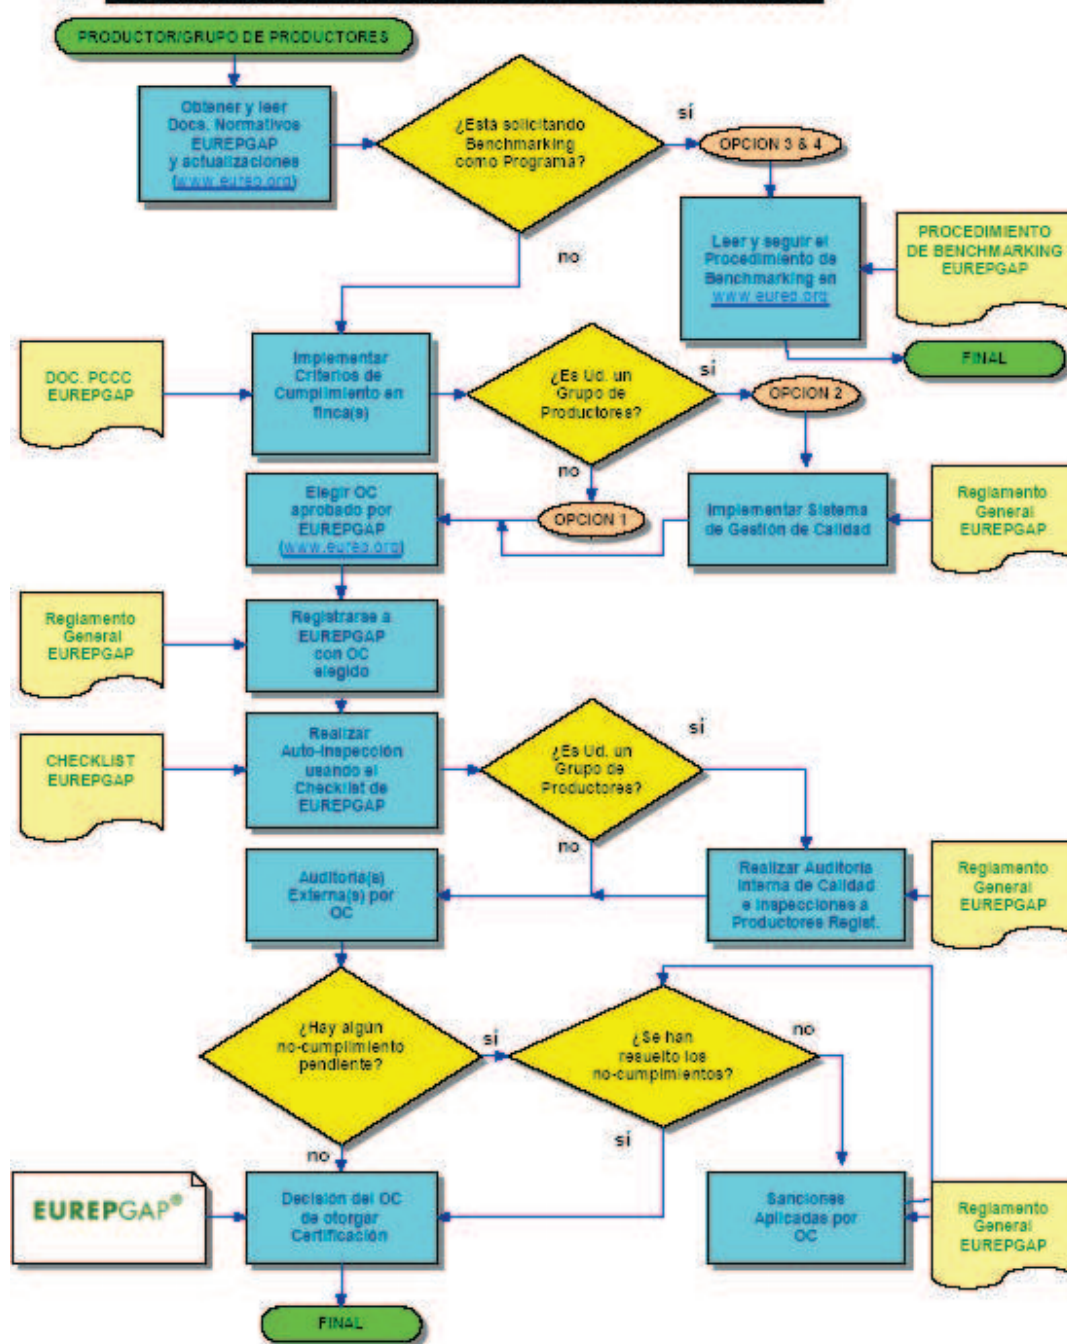 PRODUCTOR/GRUPO DE PRODUCTORES
Obtener y leer
Docs. Normativos
EUREPGAP
y actualizaciones
(www.eurep.org)
¿Está solicitando
Benchmarking
como Programa?
sí
OPCION 3 & 4
no
Leer y seguir el
Procedimiento de
Benchmarking en
www.eurep.org
PROCEDIMIENTO
DE BENCHMARKING
EUREPGAP
FINAL
DOC. PCCC
EUREPGAP
Implementar
Criterios de
Cumplimiento en
finca(s)
¿Es Ud. un
Grupo de
Productores?
sí
OPCION 2
no
OPCION 1
Elegir OC
aprobado por
EUREPGAP
(www.eurep.org)
Implementar Sistema
de Gestión de Calidad
Reglamento
General
EUREPGAP
Reglamento
General
EUREPGAP
Registrarse a
EUREPGAP
con OC
elegido
CHECKLIST
EUREPGAP
Realizar
Auto-Inspección
usando el
Checklist de
EUREPGAP
¿Es Ud. un
Grupo de
Productores?
sí
no
Auditoria(s)
Externa(s) por
OC
Realizar Auditoría
Interna de Calidad
e Inspecciones a
Productores Regist.
Reglamento
General
EUREPGAP
¿Hay algún
no-cumplimiento
pendiente?
sí
¿Se han
resuelto los
no-cumpimientos?
no
no
sí
EUREPGAP®
Decisión del OC
de otorgar
Certificación
Sanciones
Aplicadas por
OC
Reglamento
General
EUREPGAP
FINAL